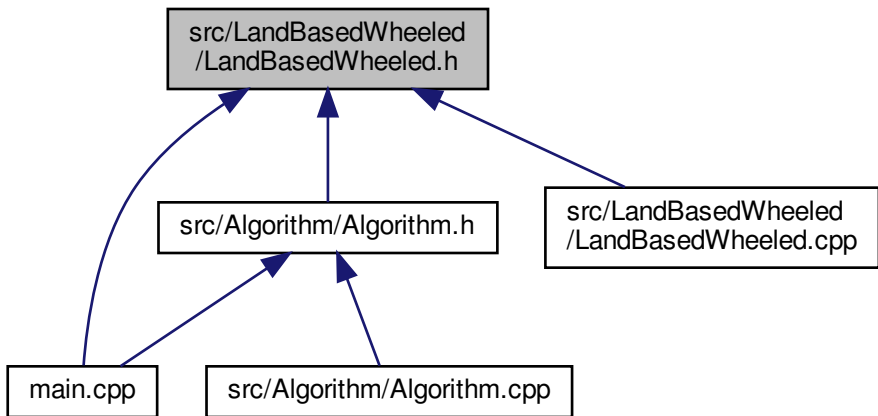 src/LandBasedWheeled
/LandBasedWheeled.h
src/Algorithm/Algorithm.h
src/LandBasedWheeled
/LandBasedWheeled.cpp
main.cpp
src/Algorithm/Algorithm.cpp